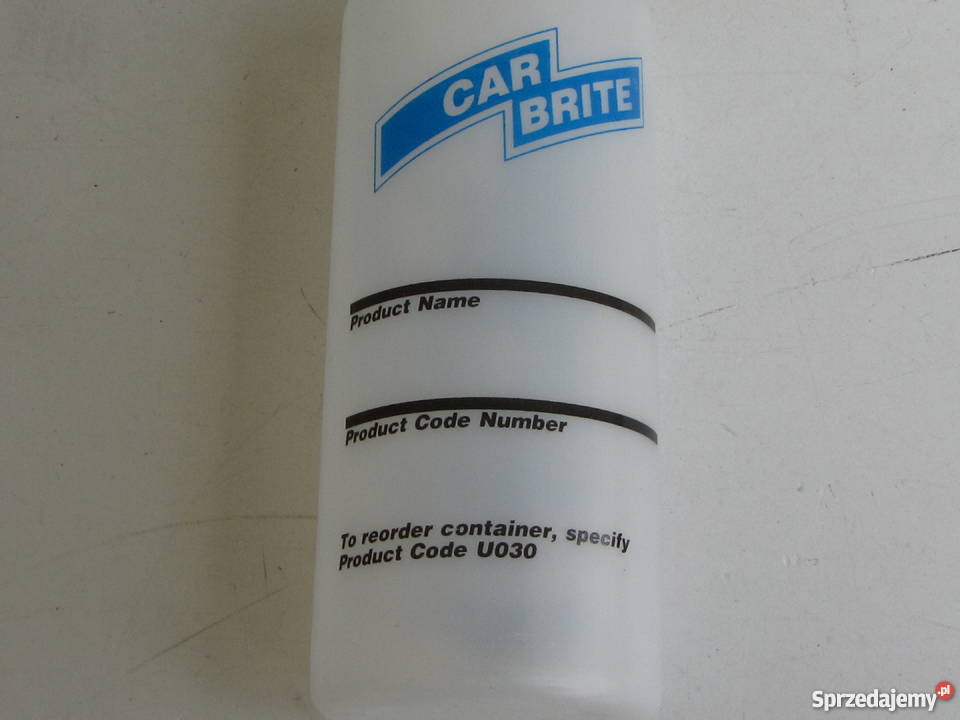 CAR
BRITE
Product Name
Product Code Number
To reorder container, specify
Product Code U030
Sprzedajemy.pl